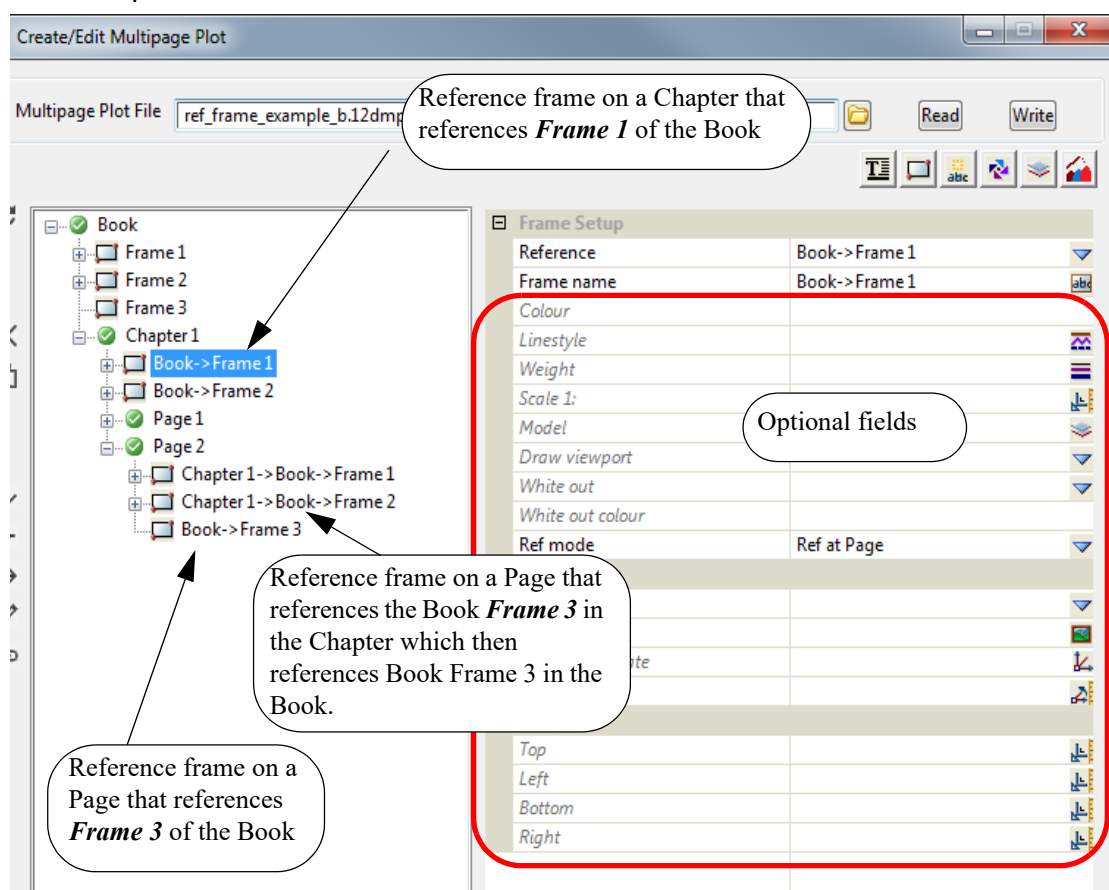 Create/Edit Multipage Plot
Multipage Plot File
ref_frame_example_b.12dmp
Read
Write
Reference frame on a Chapter that
references Frame 1 of the Book
abc
Book
Frame 1
Frame 2
Frame 3
Chapter 1
Book->Frame 1
Book->Frame 2
Page 1
Page 2
Chapter 1->Book->Frame 1
Chapter 1->Book->Frame 2
Book->Frame 3
Frame Setup
Reference Book->Frame 1
Frame name Book->Frame 1
Colour
Linestyle
Weight
Scale 1:
Model
Draw viewport
White out
White out colour
Ref mode Ref at Page
Top
Left
Bottom
Right
Optional fields
Reference frame on a Page that
references the Book Frame 3 in
the Chapter which then
references Book Frame 3 in the
Book.
Reference frame on a
Page that references
Frame 3 of the Book